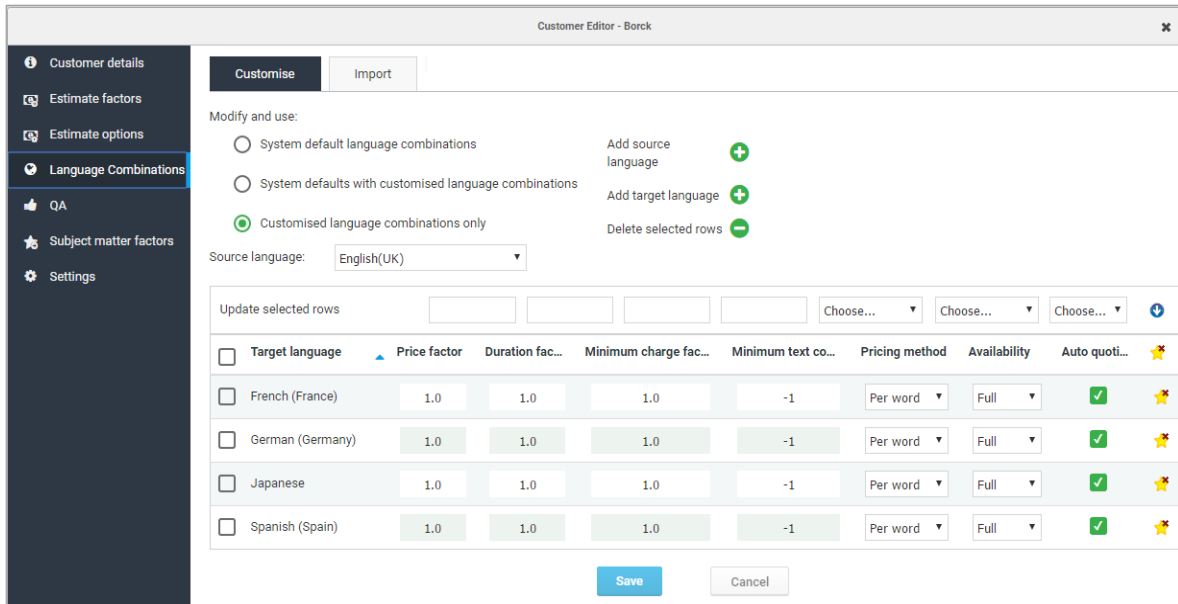 Customer Editor - Borck
Customer details
Estimate factors
Estimate options
Language Combinations
QA
Subject matter factors
Settings
Customise Import
Modify and use:
System default language combinations
System defaults with customised language combinations
Customised language combinations only
Add source
language
Add target language
Delete selected rows
Source language: English(UK)
Update selected rows Choose... Choose... Choose...
Target language Price factor Duration fac... Minimum charge fac... Minimum text co... Pricing method Availability Auto quoti...
French (France) 1.0 1.0 1.0 -1 Per word Full
German (Germany) 1.0 1.0 1.0 -1 Per word Full
Japanese 1.0 1.0 1.0 -1 Per word Full
Spanish (Spain) 1.0 1.0 1.0 -1 Per word Full
Save Cancel